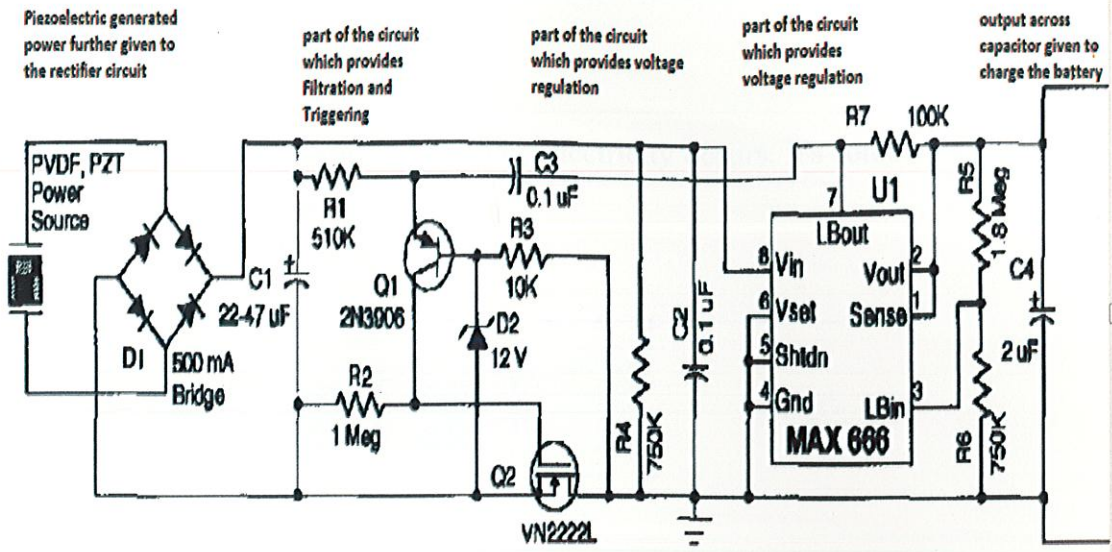 Piezoelectric generated
power further given to
the rectifier circuit
part of the circuit
which provides
Filtration and
Triggering
part of the circuit
which provides voltage
regulation
part of the circuit
which provides
voltage regulation
output across
capacitor given to
charge the battery
PVDF, PZT
Power
Source
D1
500 mA
Bridge
C1
22-47 uF
R1
510K
Q1
2N3906
R2
1 Meg
C3
0.1 uF
R3
10K
D2
12 V
Q2
VN2222L
R4
750K
C2
0.1 uF
R7
100K
U1
7
LBout
8
Vin
6
Vset
5
Shtdn
4
Gnd
2
Vout
1
Sense
3
LBin
MAX 666
R5
1.8 Meg
R6
750K
C4
2 uF